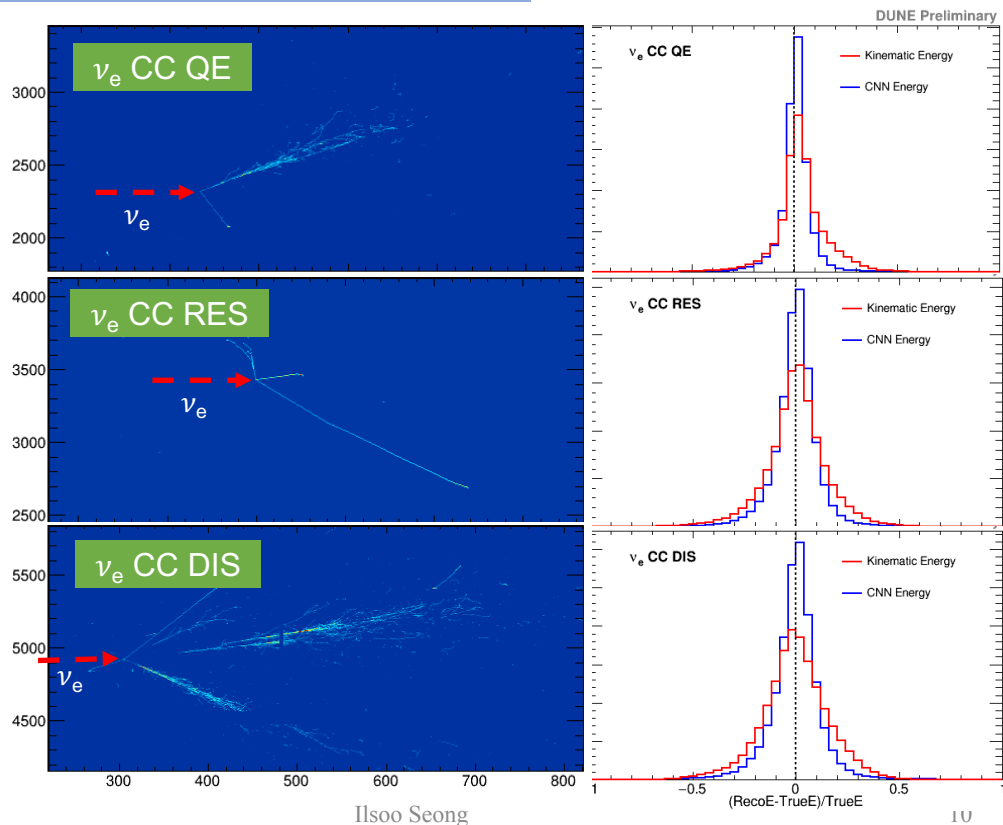 DUNE Preliminary
νe CC QE
3000
2500
2000
νe
νe CC QE
Kinematic Energy
CNN Energy
νe CC RES
4000
3500
3000
2500
νe
νe CC RES
Kinematic Energy
CNN Energy
νe CC DIS
5500
5000
4500
νe
300 400 500 600 700 800
νe CC DIS
Kinematic Energy
CNN Energy
1 −0.5 0 0.5 1
(RecoE-TrueE)/TrueE
Ilsoo Seong
10